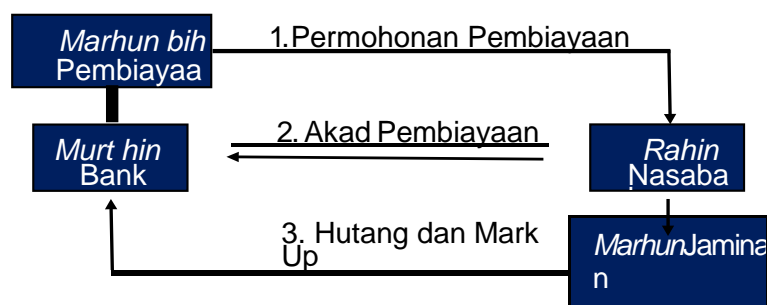 Marhun bih
Pembiayaa
1.Permohonan Pembiayaan
Murt hin
Bank
2. Akad Pembiayaan
Rahin
Nasaba
3. Hutang dan Mark
Up
MarhunJamina
n